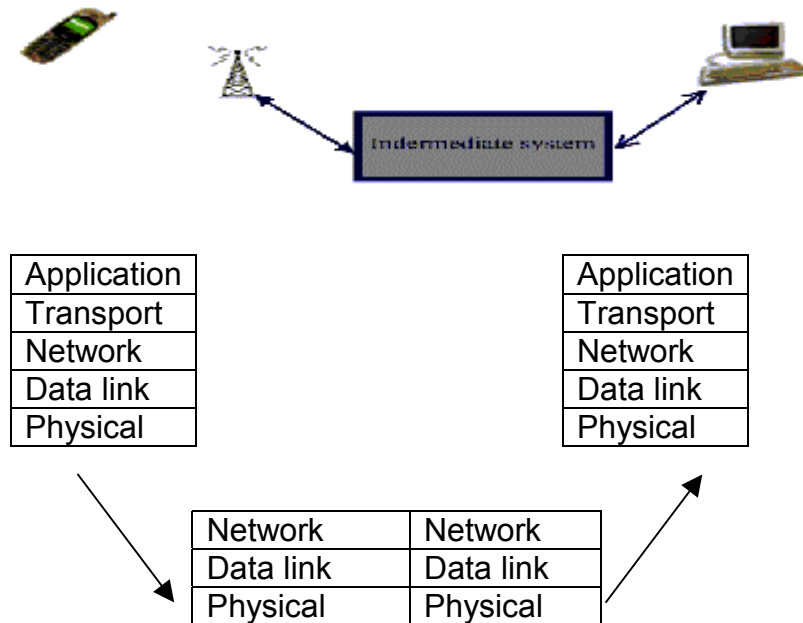 Indermediate system
Application Application
Transport Transport
Network Network
Data link Data link
Physical Physical
Network Network
Data link Data link
Physical Physical